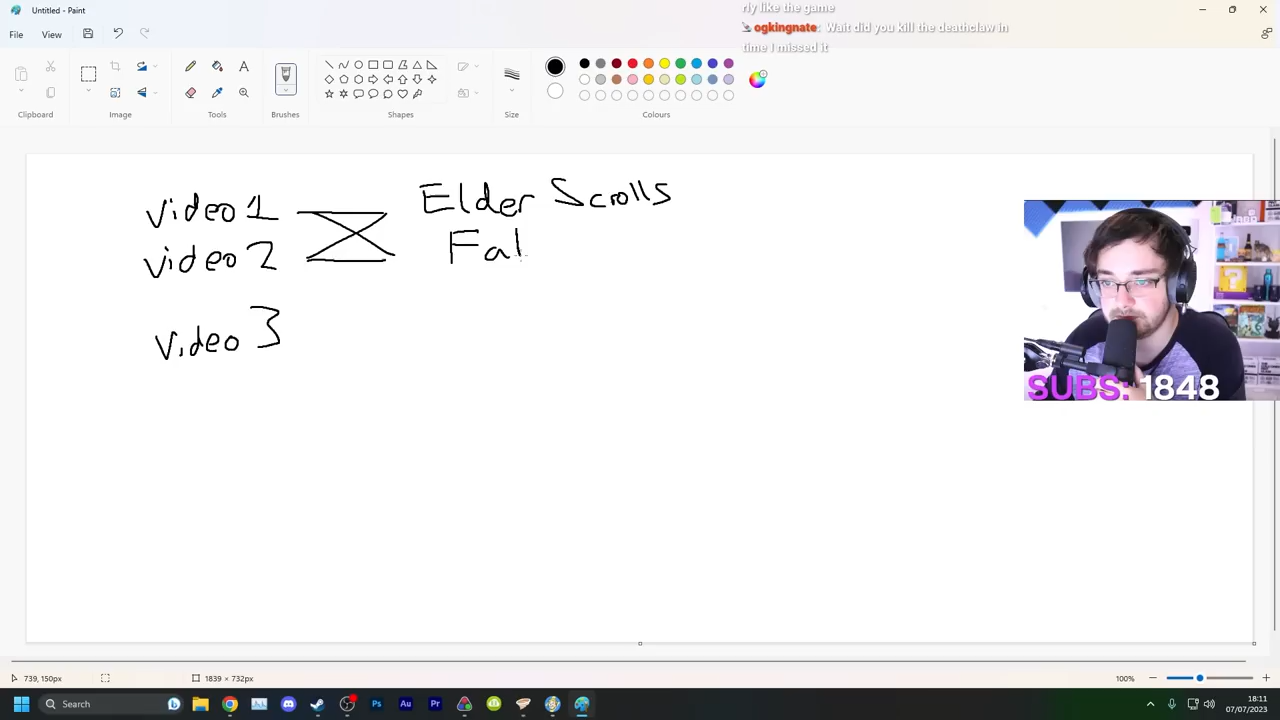 Untitled - Paint
rly like the game
ogkingnate: Wait did you kill the deathclaw in
time I missed it
File
View
Clipboard
Image
Tools
Brushes
Shapes
Size
Colours
video 1
video 2
video 3
Elder Scrolls
Fal
SUBS: 1848
739, 150px
1839 × 732px
100%
Search
18:11
07/07/2023